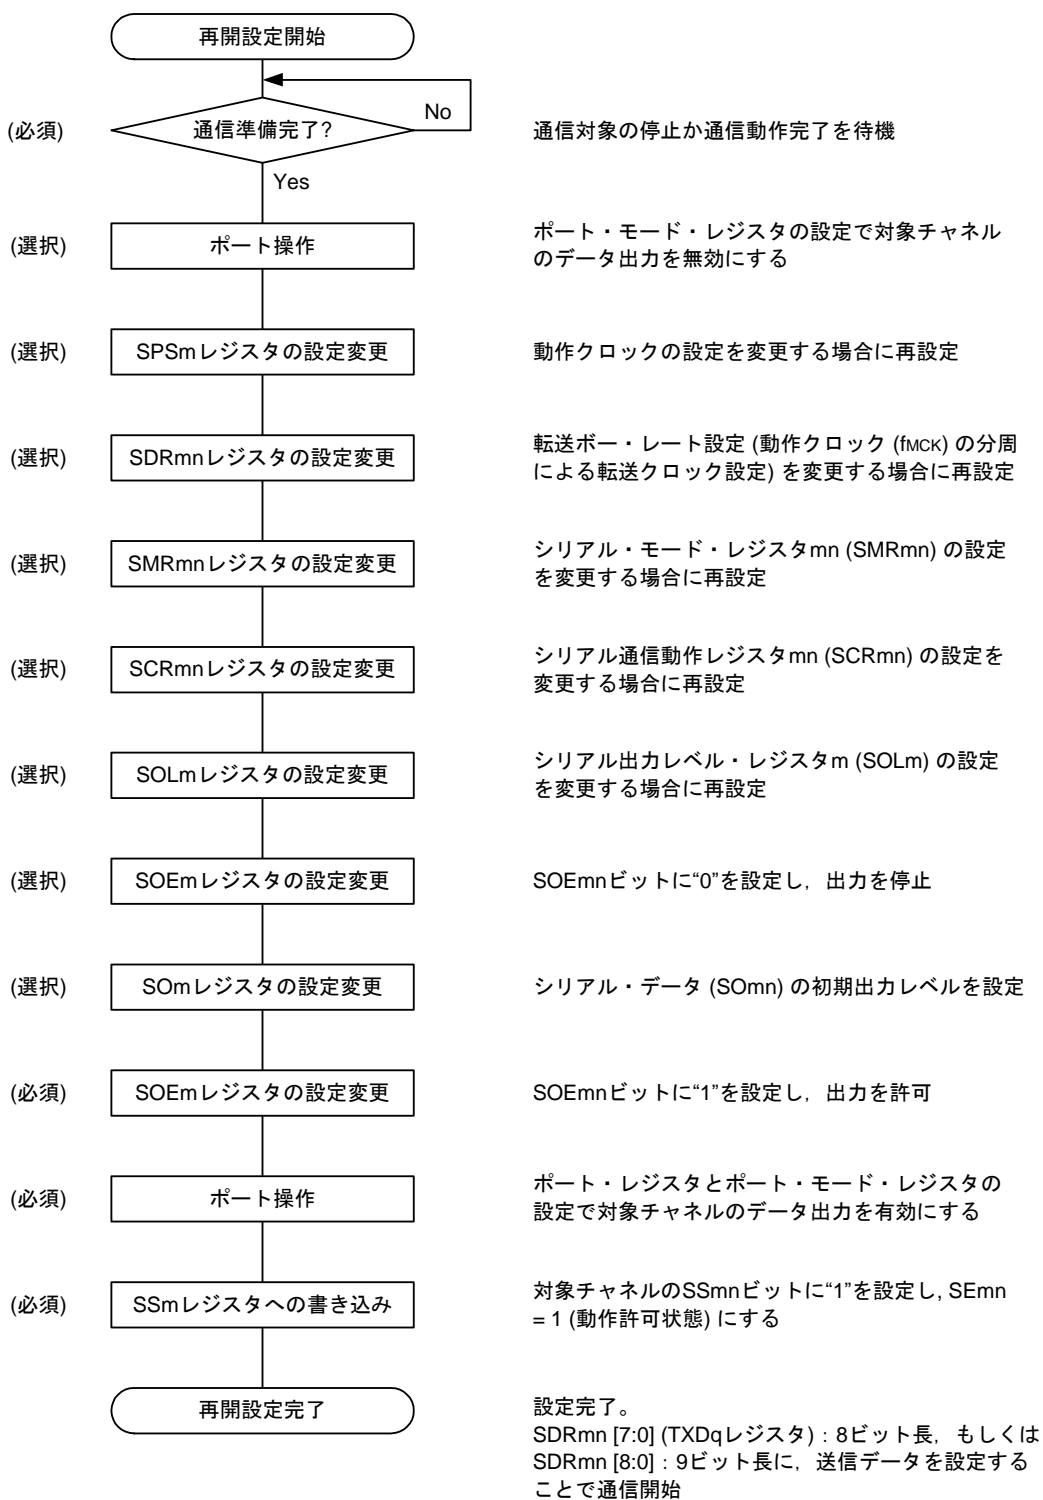 再開設定開始
No
(必須)
通信準備完了?
通信対象の停止か通信動作完了を待機
Yes
(選択)
ポート操作
ポート・モード・レジスタの設定で対象チャネル
のデータ出力を無効にする
(選択)
SPSmレジスタの設定変更
動作クロックの設定を変更する場合に再設定
(選択)
SDRmnレジスタの設定変更
転送ボー・レート設定 (動作クロック (fMCK) の分周
による転送クロック設定) を変更する場合に再設定
(選択)
SMRmnレジスタの設定変更
シリアル・モード・レジスタmn (SMRmn) の設定
を変更する場合に再設定
(選択)
SCRmnレジスタの設定変更
シリアル通信動作レジスタmn (SCRmn) の設定を
変更する場合に再設定
(選択)
SOLmレジスタの設定変更
シリアル出力レベル・レジスタm (SOLm) の設定
を変更する場合に再設定
(選択)
SOEmレジスタの設定変更
SOEmnビットに“0”を設定し，出力を停止
(選択)
SOmレジスタの設定変更
シリアル・データ (SOmn) の初期出力レベルを設定
(必須)
SOEmレジスタの設定変更
SOEmnビットに“1”を設定し，出力を許可
(必須)
ポート操作
ポート・レジスタとポート・モード・レジスタの
設定で対象チャネルのデータ出力を有効にする
(必須)
SSmレジスタへの書き込み
対象チャネルのSSmnビットに“1”を設定し, SEmn
= 1 (動作許可状態) にする
再開設定完了
設定完了。
SDRmn [7:0] (TXDqレジスタ)：8ビット長，もしくは
SDRmn [8:0]：9ビット長に，送信データを設定する
ことで通信開始